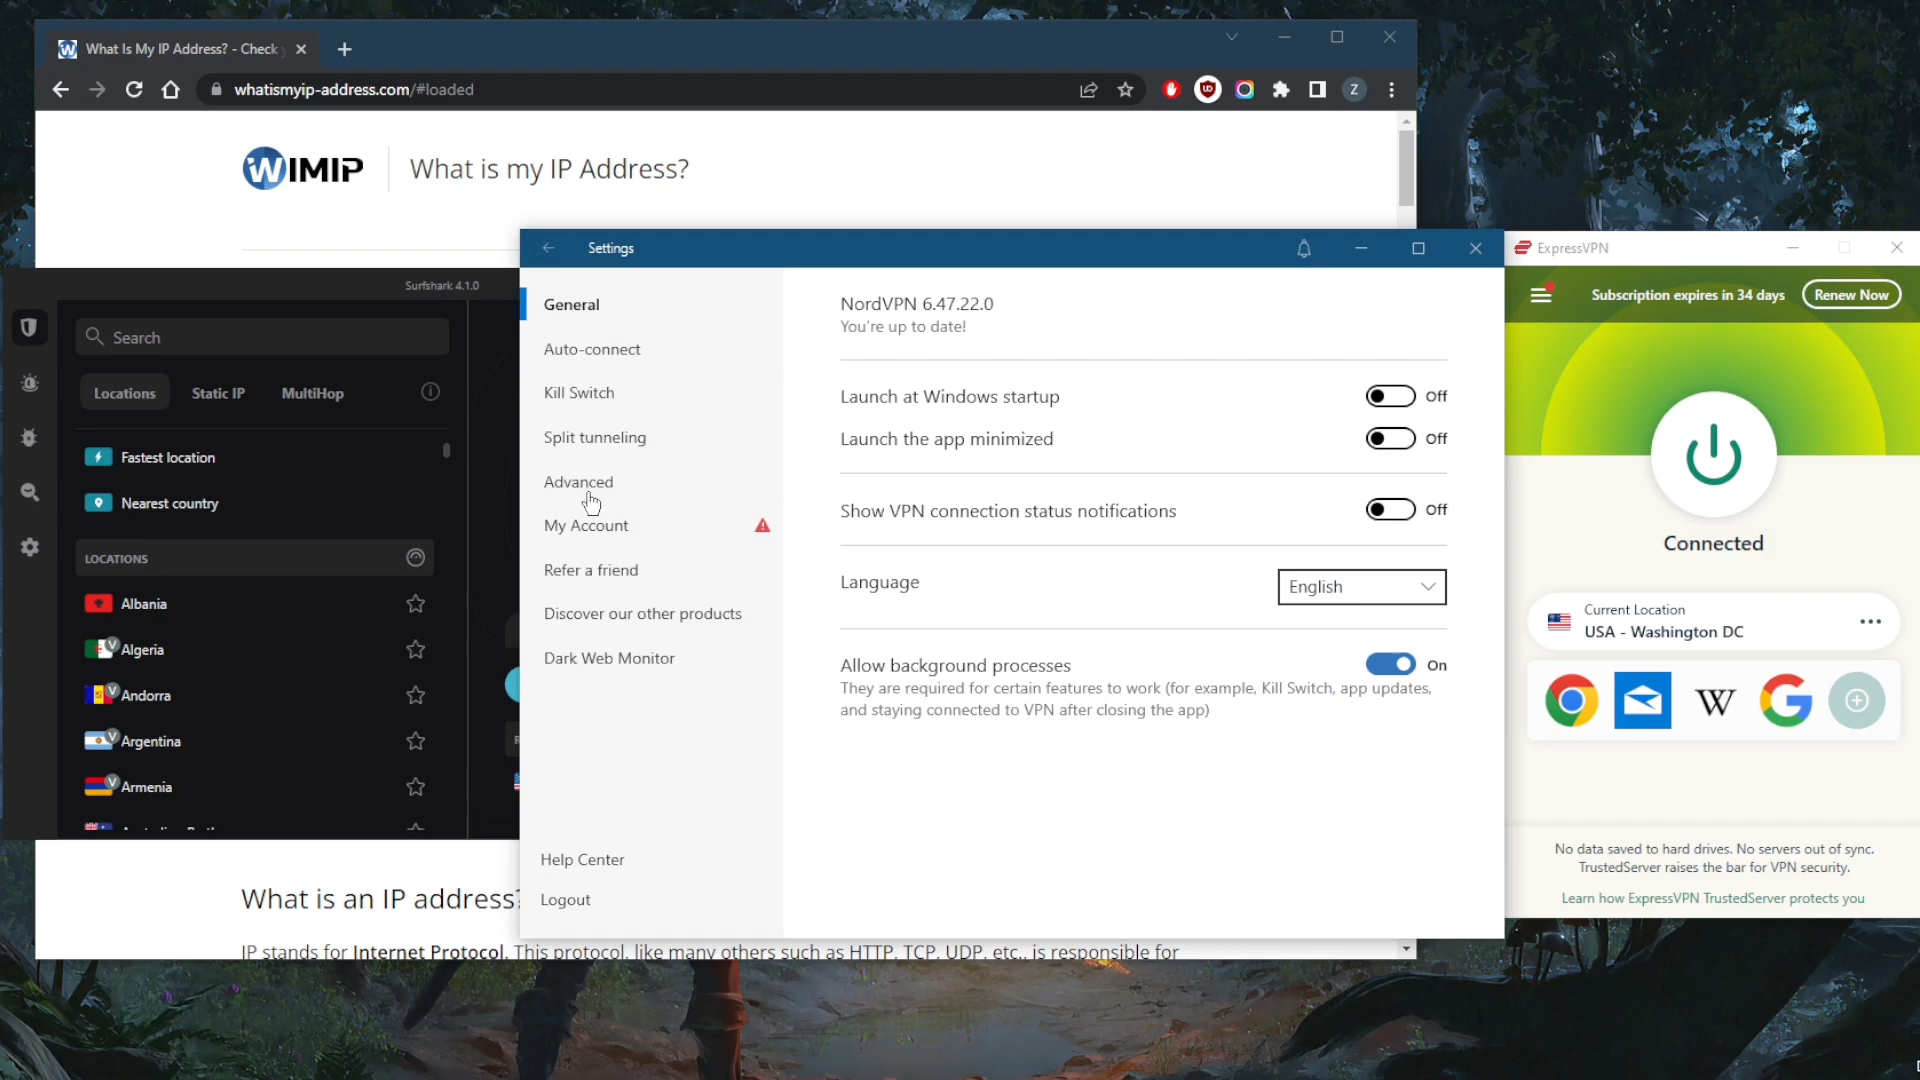 What Is My IP Address? - Check
whatismyip-address.com/#loaded
Z
WIMIP
What is my IP Address?
Surfshark 4.1.0
Search
Locations
Static IP
MultiHop
Fastest location
Nearest country
LOCATIONS
Albania
V
Algeria
V
Andorra
V
Argentina
V
Armenia
Settings
General
Auto-connect
Kill Switch
Split tunneling
Advanced
My Account
Refer a friend
Discover our other products
Dark Web Monitor
Help Center
Logout
NordVPN 6.47.22.0
You're up to date!
Launch at Windows startup
Off
Launch the app minimized
Off
Show VPN connection status notifications
Off
Language
English
Allow background processes
On
They are required for certain features to work (for example, Kill Switch, app updates,
and staying connected to VPN after closing the app)
ExpressVPN
Subscription expires in 34 days
Renew Now
Connected
Current Location
USA - Washington DC
W
G
No data saved to hard drives. No servers out of sync.
TrustedServer raises the bar for VPN security.
Learn how ExpressVPN TrustedServer protects you
What is an IP address?
IP stands for Internet Protocol. This protocol, like many others such as HTTP, TCP, UDP, etc., is responsible for